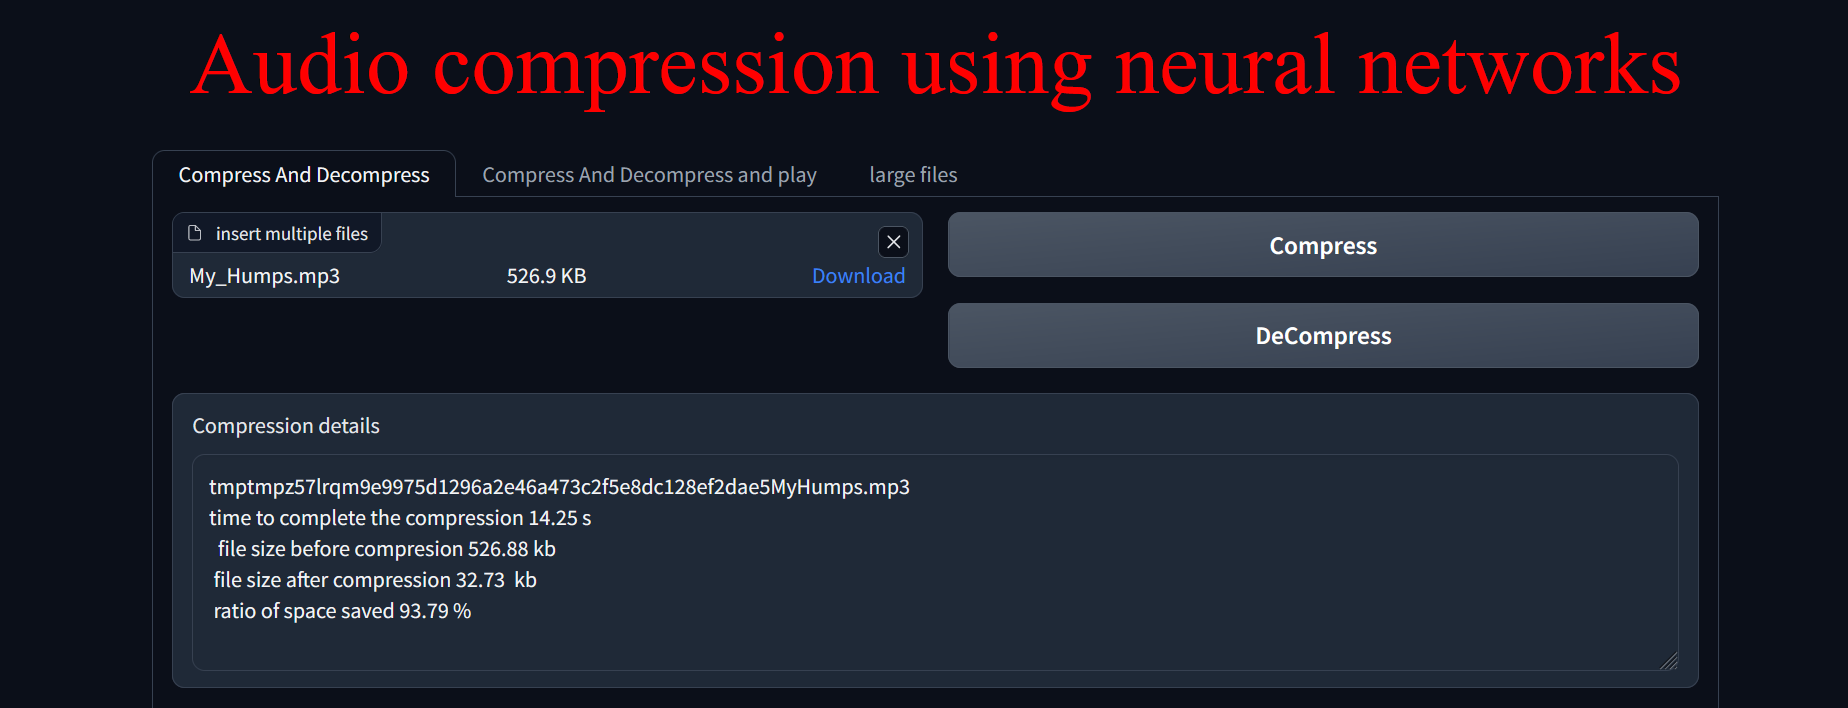 Audio compression using neural networks
Compress And Decompress
Compress And Decompress and play
large files
insert multiple files
My_Humps.mp3 526.9 KB Download
Compress
DeCompress
Compression details
tmptmpz57lrqm9e9975d1296a2e46a473c2f5e8dc128ef2dae5MyHumps.mp3
time to complete the compression 14.25 s
file size before compresion 526.88 kb
file size after compression 32.73 kb
ratio of space saved 93.79 %